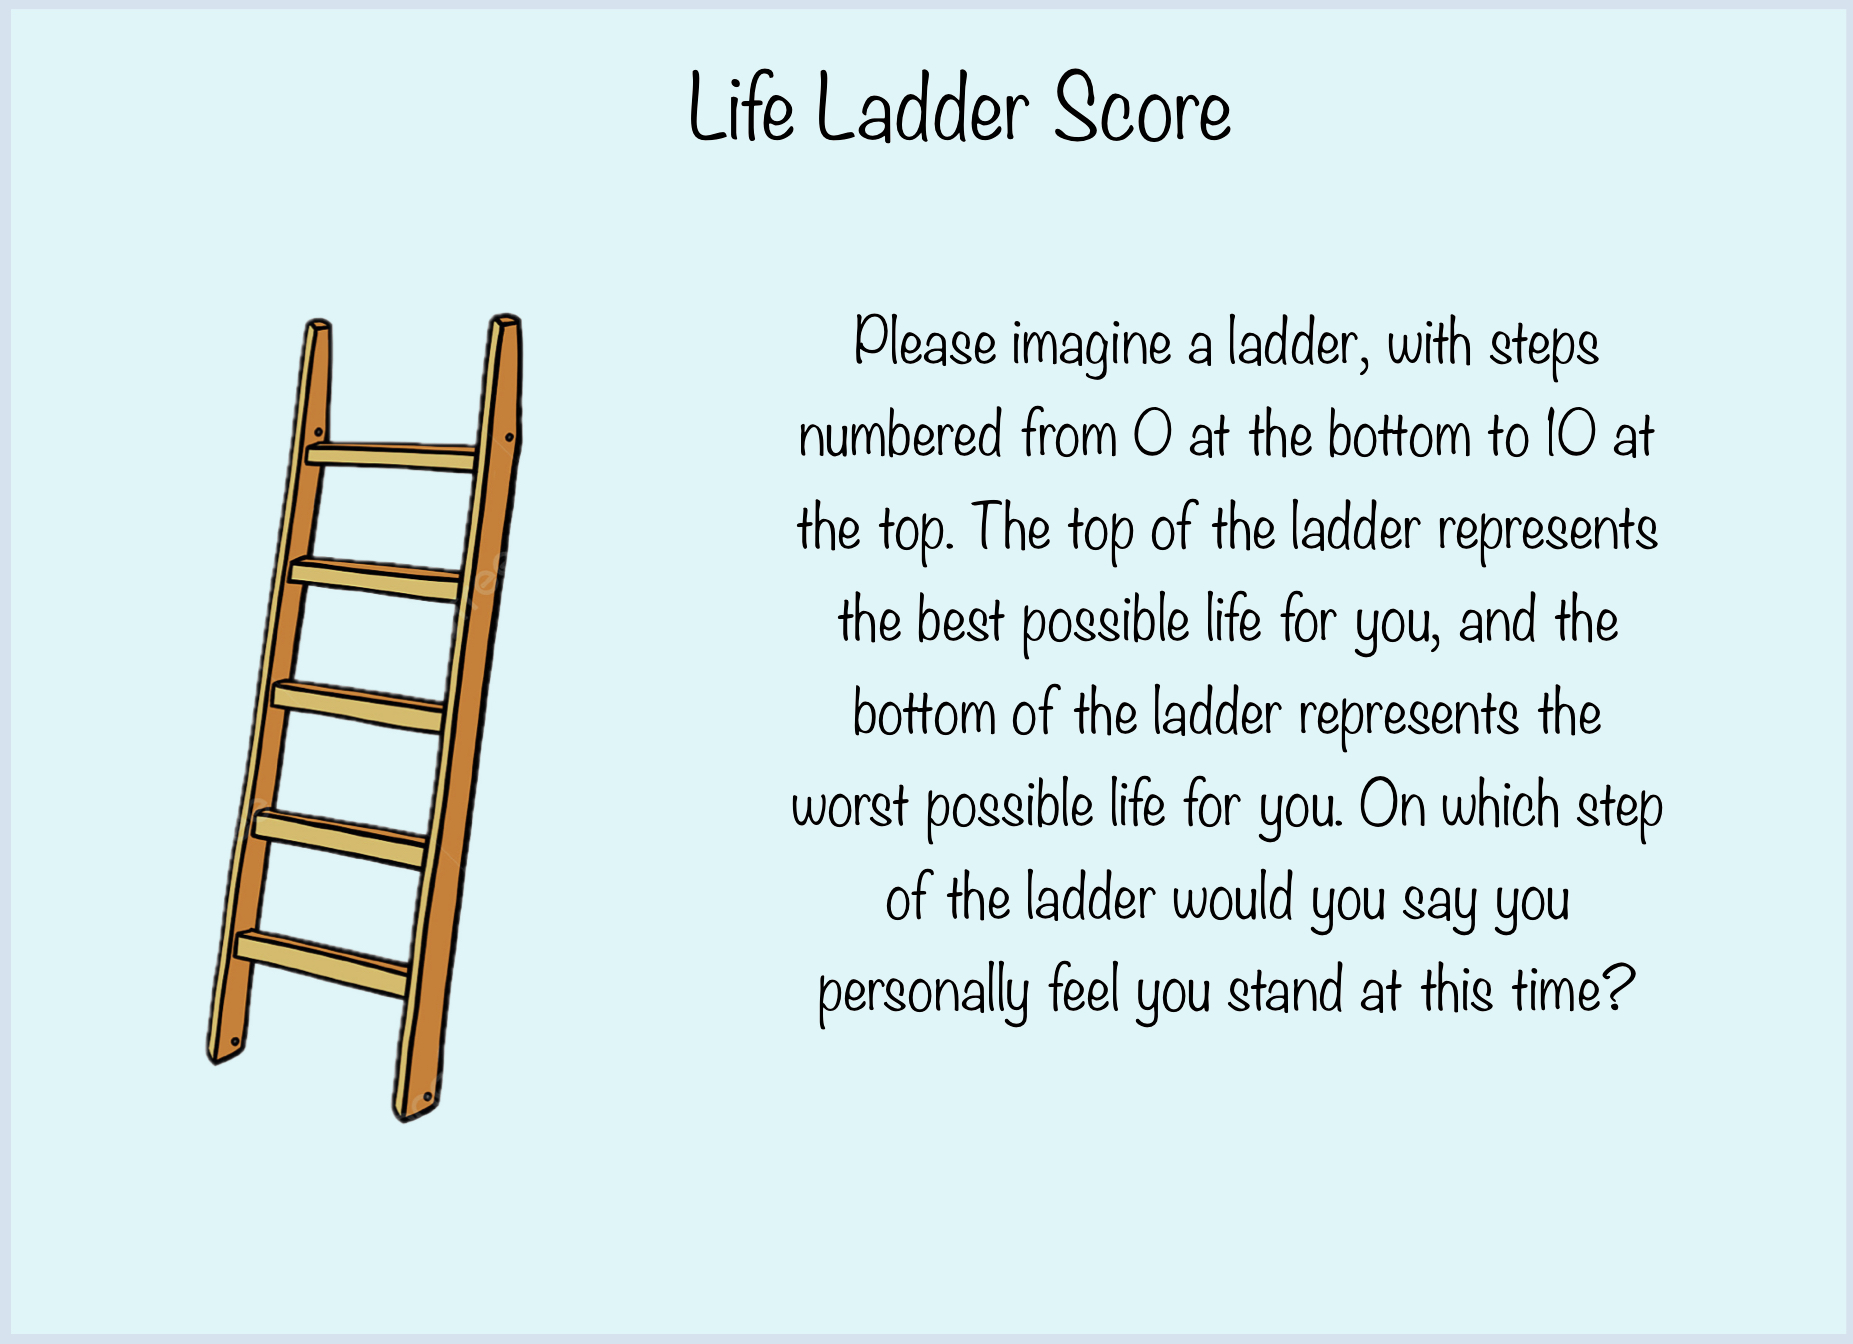 Life Ladder Score
Please imagine a ladder, with steps
numbered from 0 at the bottom to 10 at
the top. The top of the ladder represents
the best possible life for you, and the
bottom of the ladder represents the
worst possible life for you. On which step
of the ladder would you say you
personally feel you stand at this time?